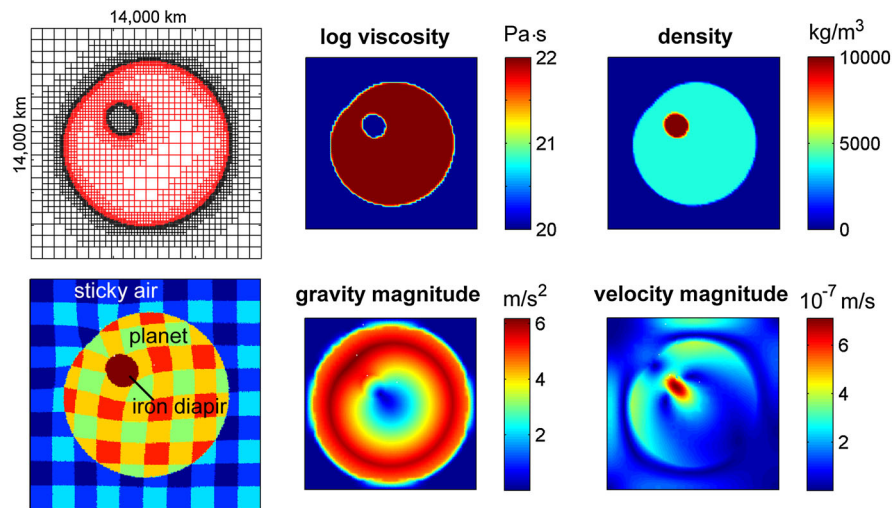 14,000 km
14,000 km
log viscosity
Pa·s
22
21
20
density
kg/m³
10000
5000
0
sticky air
planet
iron diapir
gravity magnitude
m/s²
6
4
2
velocity magnitude
10⁻⁷ m/s
6
4
2